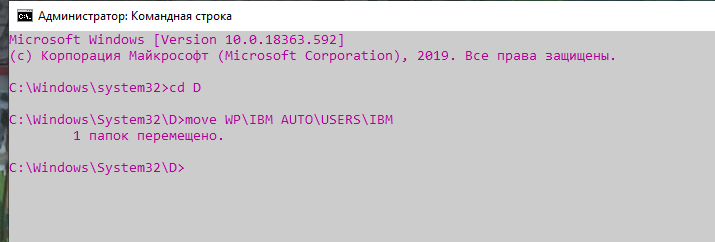 Администратор: Командная строка
Microsoft Windows [Version 10.0.18363.592]
(c) Корпорация Майкрософт (Microsoft Corporation), 2019. Все права защищены.
C:\Windows\system32>cd D
C:\Windows\System32\D>move WP\IBM AUTO\USERS\IBM
1 папок перемещено.
C:\Windows\System32\D>